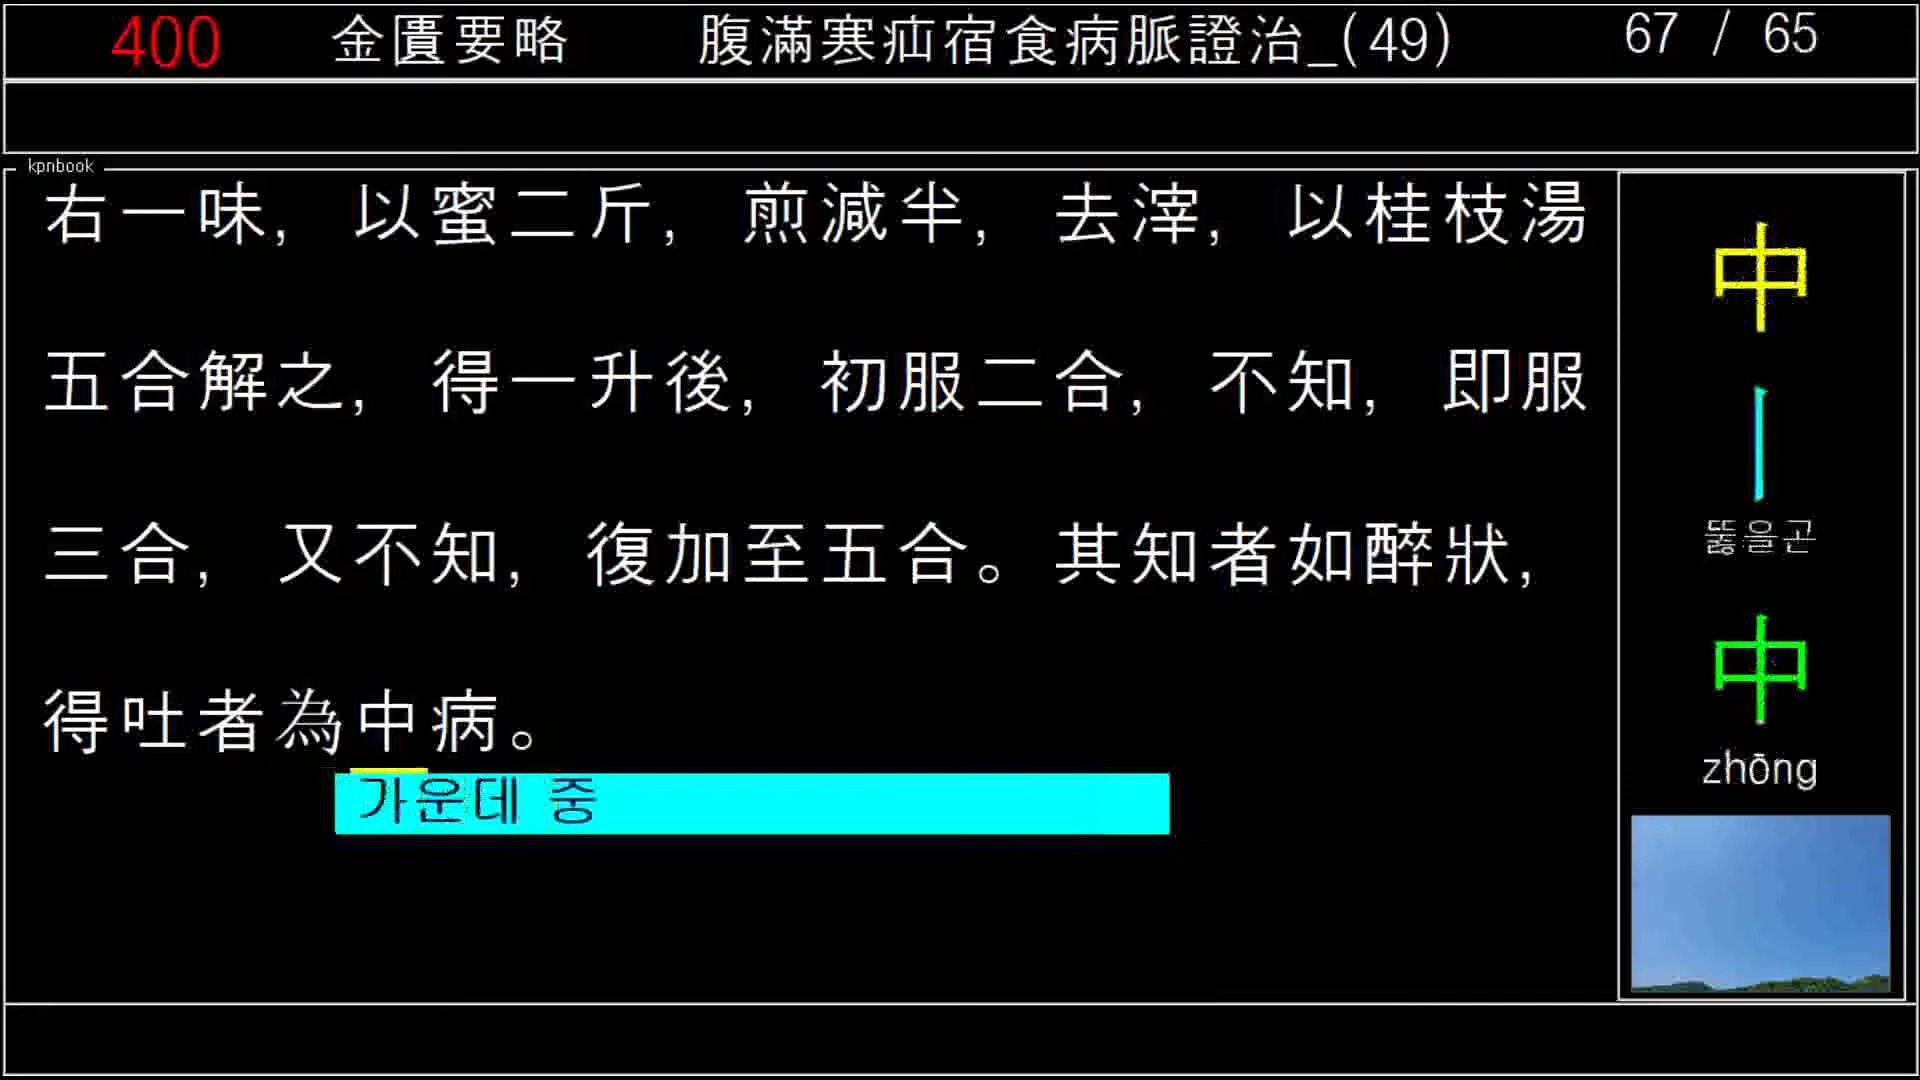 400 金匱要略 腹滿寒疝宿食病脈證治_(49) 67 / 65
kpnbook
右一味, 以蜜二斤, 煎減半, 去滓, 以桂枝湯
五合解之, 得一升後, 初服二合, 不知, 即服
三合, 又不知, 復加至五合。其知者如醉狀,
得吐者為中病。
가운데 중
中
丨
뚫을곤
中
zhōng